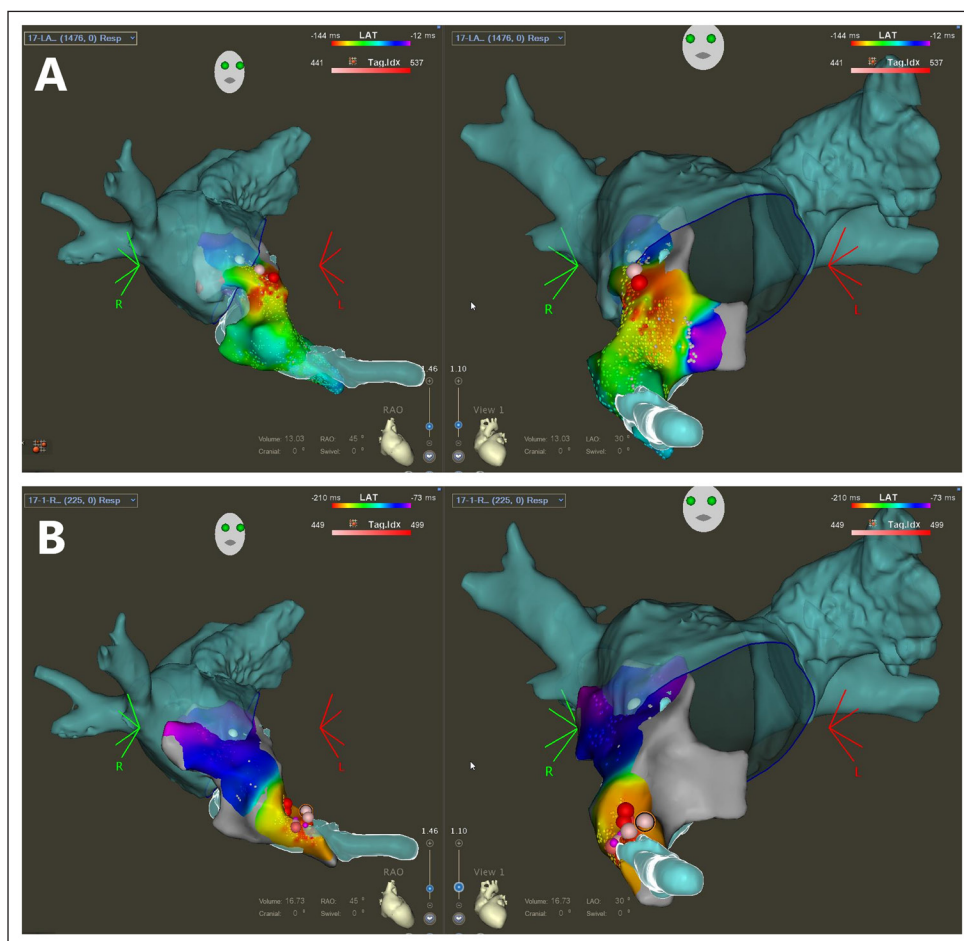 A
17-LA... (1476, 0) Resp
-144 ms LAT -12 ms
441 Tag.Idx 537
R
L
1.46
RAO
Volume: 13.03 RAO: 45 °
Cranial: 0 ° Swivel: 0 °
17-LA... (1476, 0) Resp
-144 ms LAT -12 ms
441 Tag.Idx 537
R
L
1.10
View 1
Volume: 13.03 LAO: 30 °
Cranial: 0 ° Swivel: 0 °
B
17-1-R... (225, 0) Resp
-210 ms LAT -73 ms
449 Tag.Idx 499
R
L
1.46
RAO
Volume: 16.73 RAO: 45 °
Cranial: 0 ° Swivel: 0 °
17-1-R... (225, 0) Resp
-210 ms LAT -73 ms
449 Tag.Idx 499
R
L
1.10
View 1
Volume: 16.73 LAO: 30 °
Cranial: 0 ° Swivel: 0 °